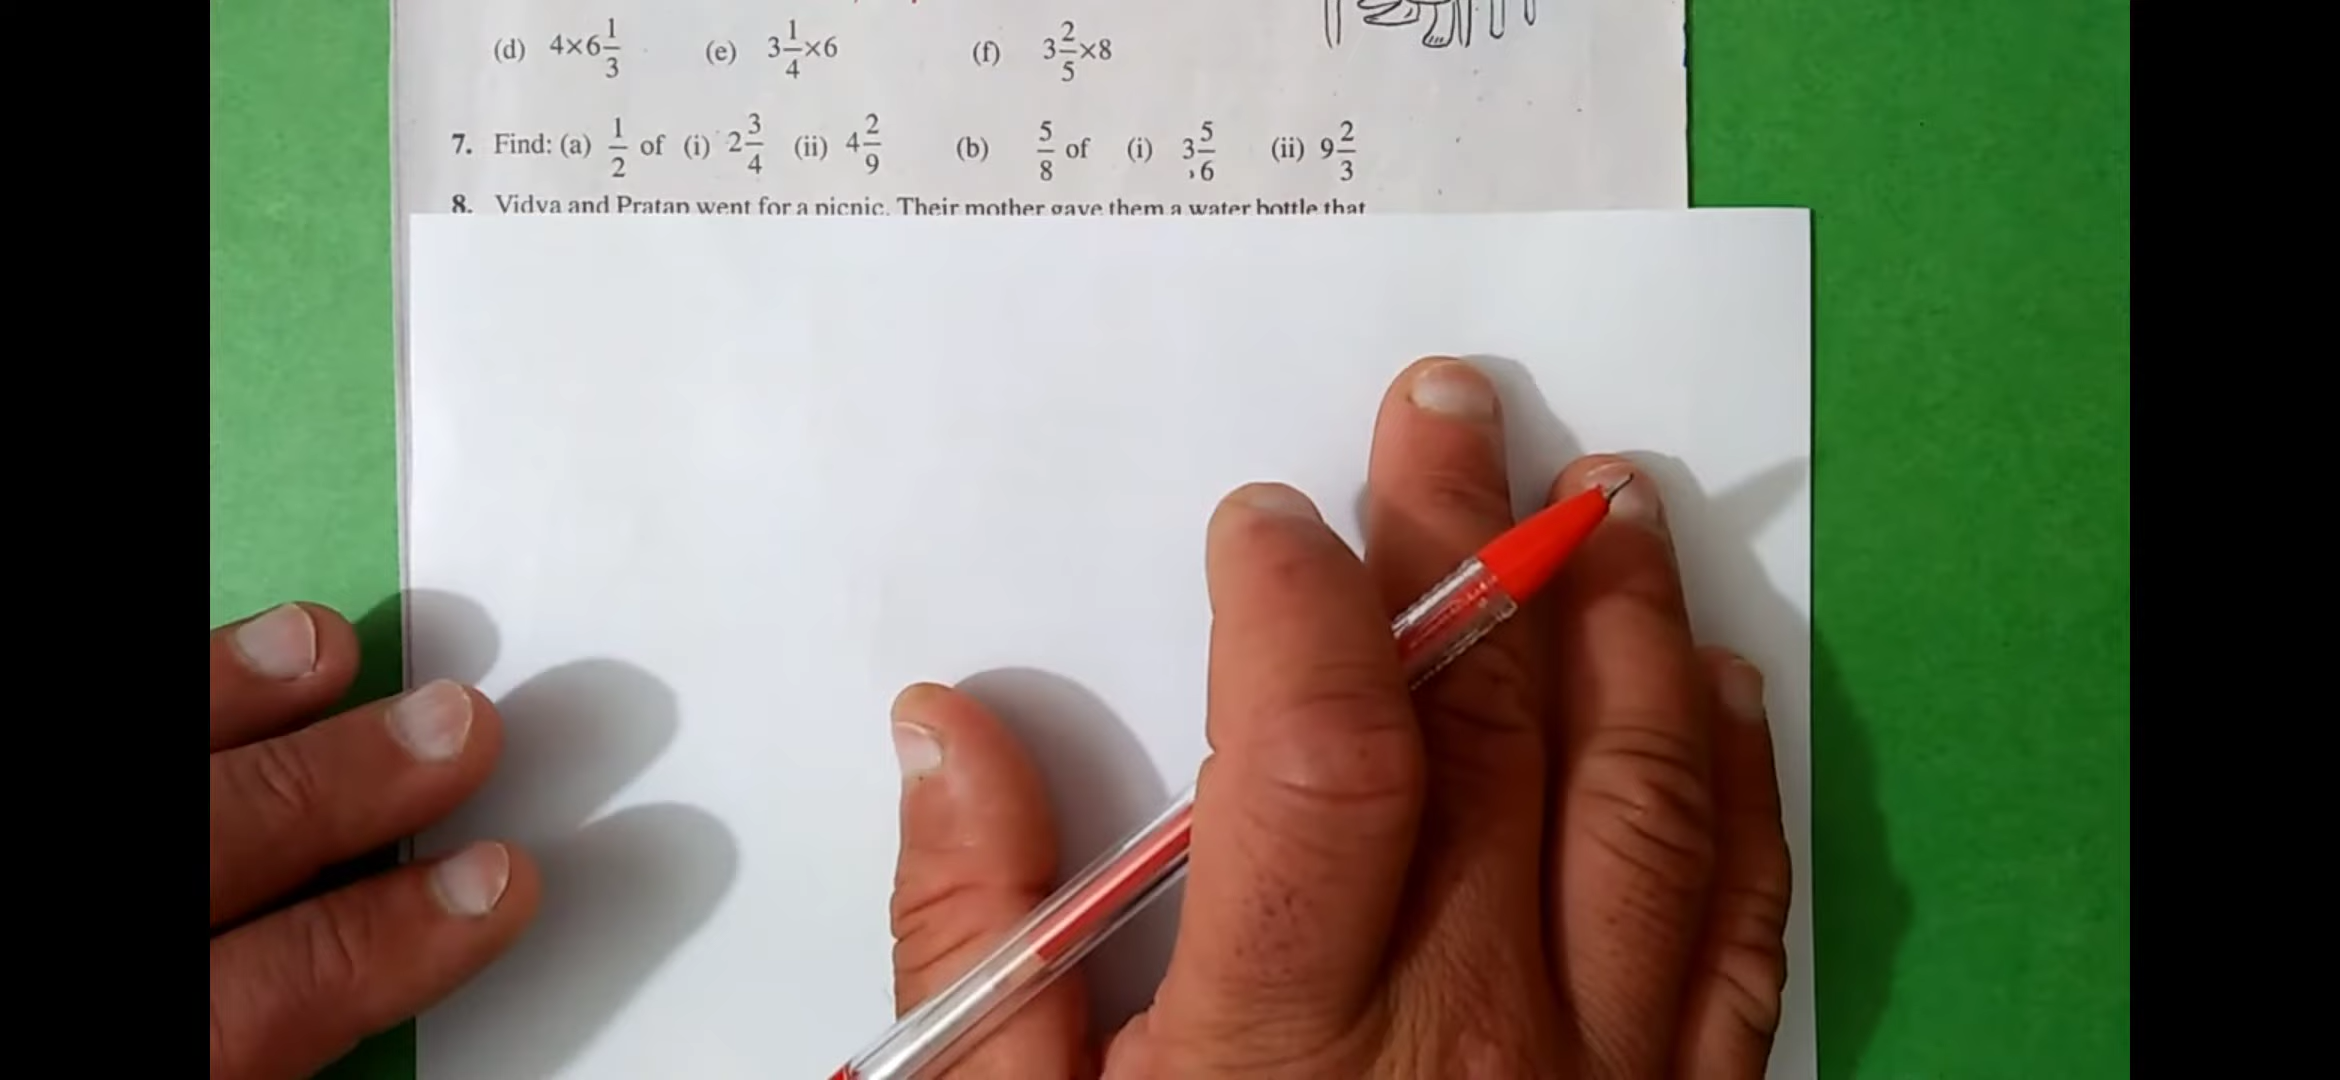 (d) 4×6 1/3 (e) 3 1/4×6 (f) 3 2/5×8
7. Find: (a) 1/2 of (i) 2 3/4 (ii) 4 2/9 (b) 5/8 of (i) 3 5/6 (ii) 9 2/3
8. Vidya and Pratap went for a picnic. Their mother gave them a water bottle that